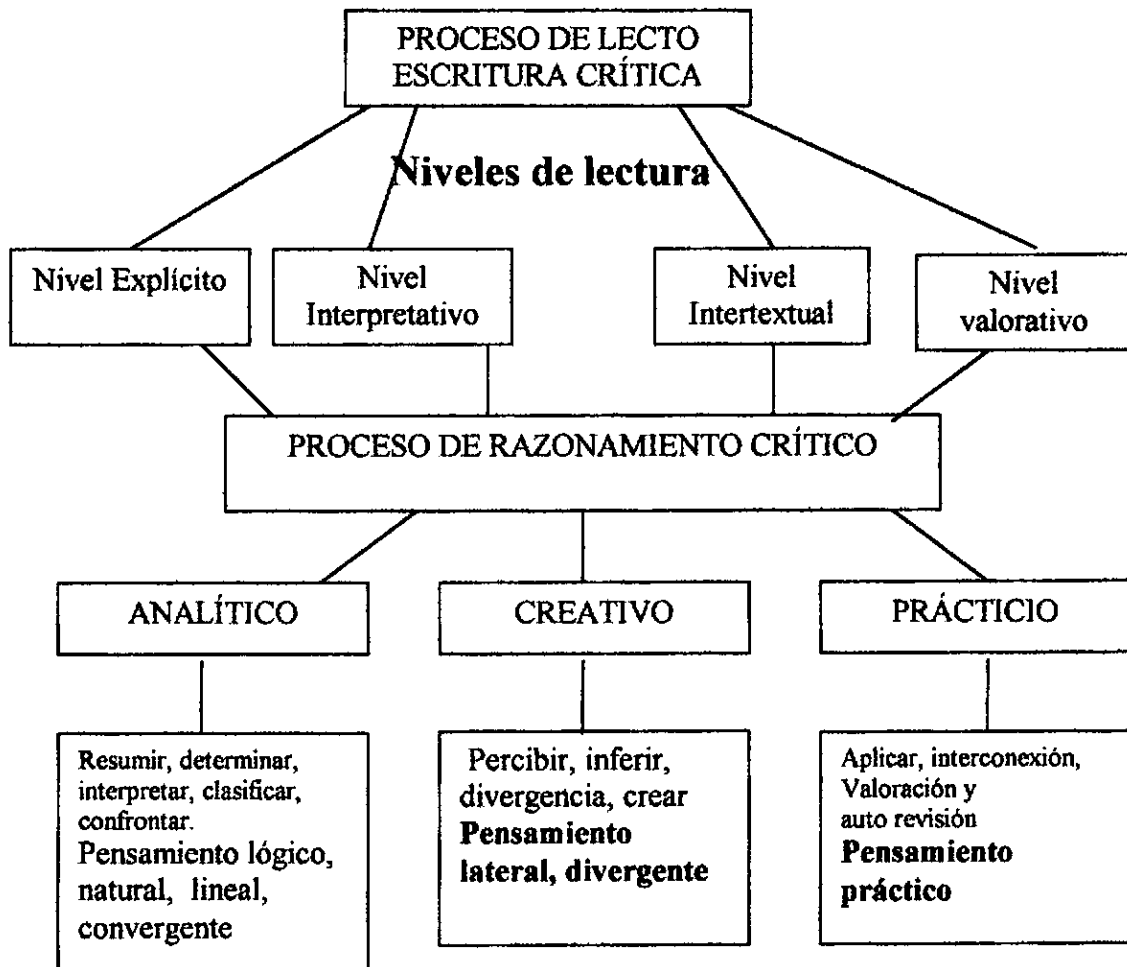 PROCESO DE LECTO
ESCRITURA CRÍTICA
Niveles de lectura
Nivel Explícito
Nivel
Interpretativo
Nivel
Intertextual
Nivel
valorativo
PROCESO DE RAZONAMIENTO CRÍTICO
ANALÍTICO
CREATIVO
PRÁCTICIO
Resumir, determinar,
interpretar, clasificar,
confrontar.
Pensamiento lógico,
natural, lineal,
convergente
Percibir, inferir,
divergencia, crear
Pensamiento
lateral, divergente
Aplicar, interconexión,
Valoración y
auto revisión
Pensamiento
práctico